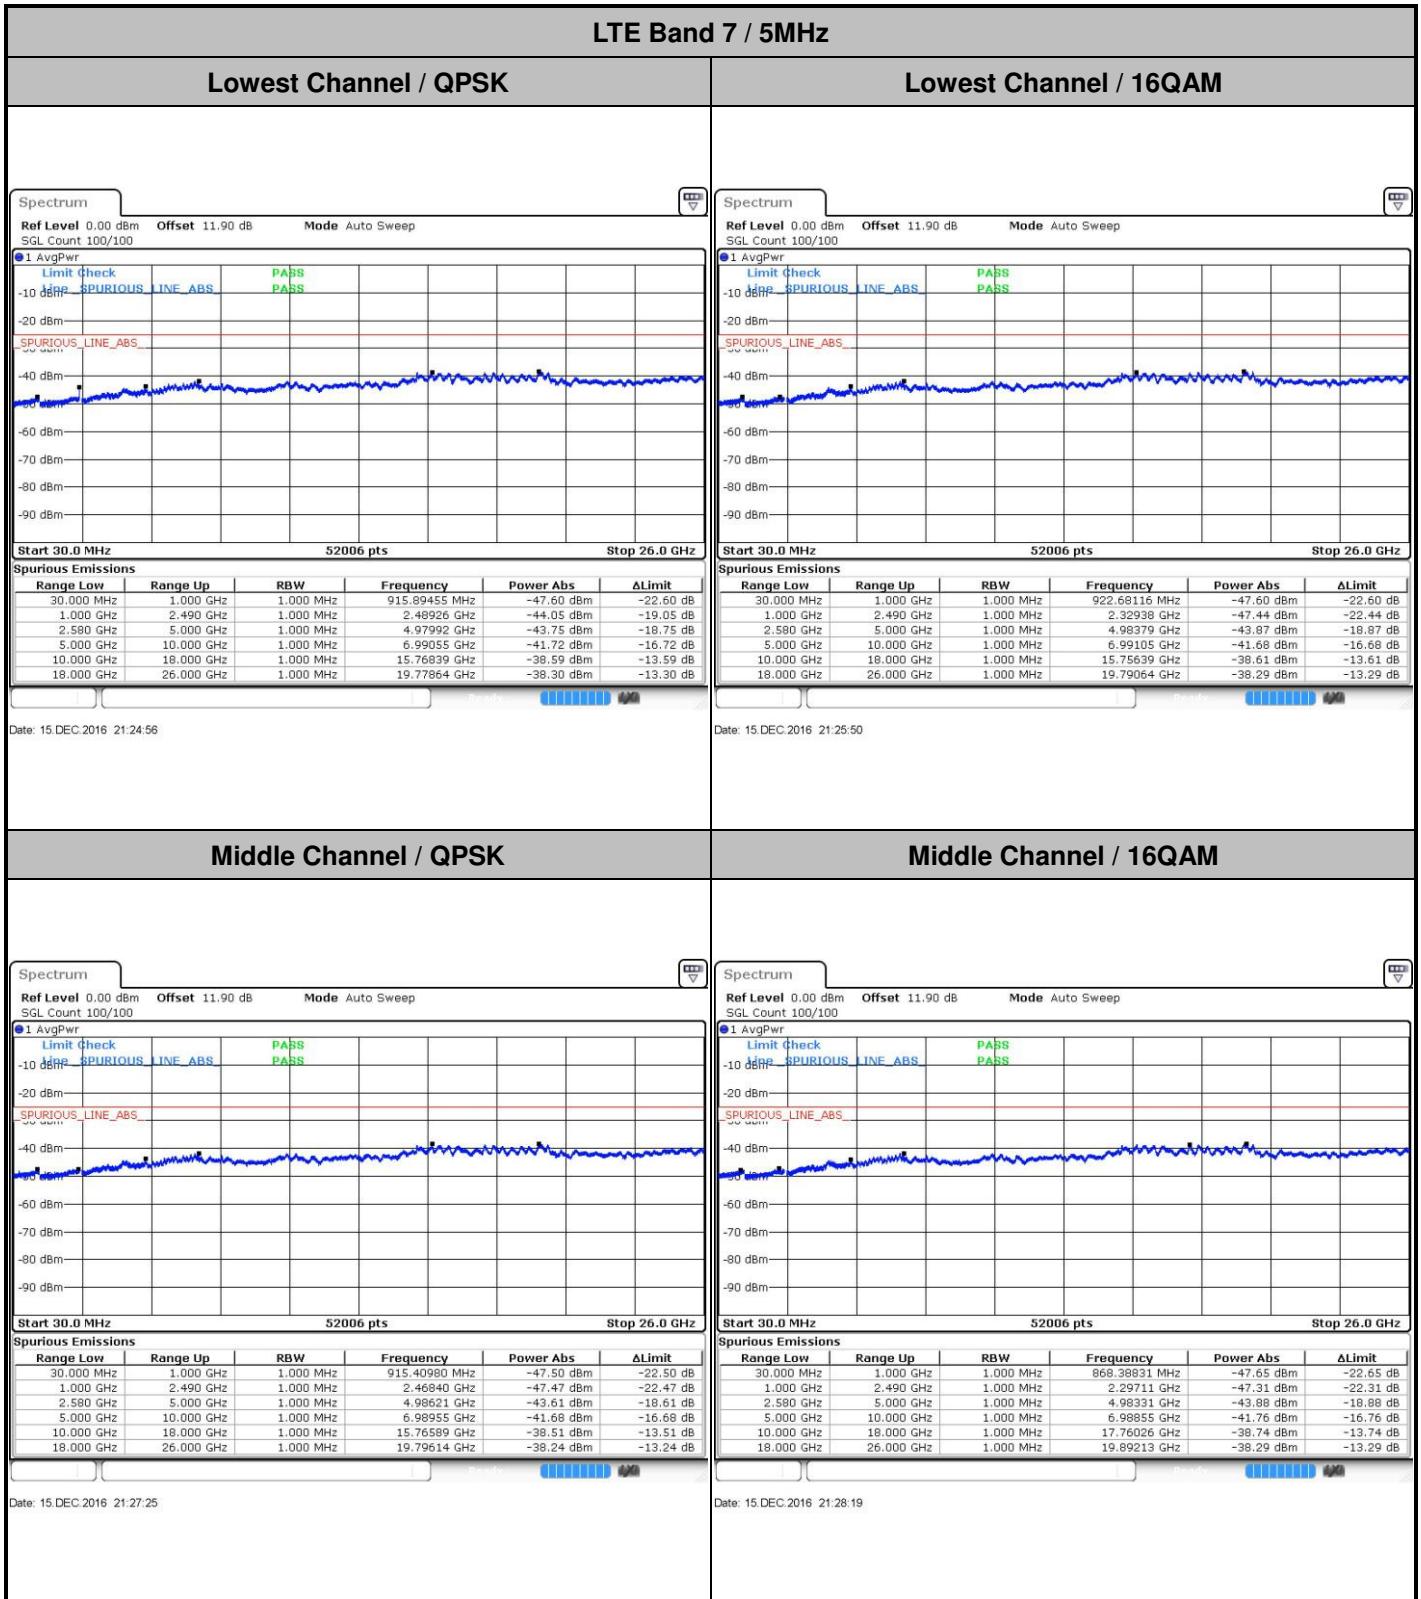 LTE Band 7 / 5MHz
Lowest Channel / QPSK
Lowest Channel / 16QAM
Spectrum
Ref Level 0.00 dBm Offset 11.90 dB Mode Auto Sweep
SGL Count 100/100
1 AvgPwr
Limit Check PASS
Line _SPURIOUS_LINE_ABS_ PASS
-10 dBm
-20 dBm
_SPURIOUS_LINE_ABS_
-30 dBm
-40 dBm
-50 dBm
-60 dBm
-70 dBm
-80 dBm
-90 dBm
Start 30.0 MHz 52006 pts Stop 26.0 GHz
Spurious Emissions
Range Low Range Up RBW Frequency Power Abs ΔLimit
30.000 MHz 1.000 GHz 1.000 MHz 915.89455 MHz -47.60 dBm -22.60 dB
1.000 GHz 2.490 GHz 1.000 MHz 2.48926 GHz -44.05 dBm -19.05 dB
2.580 GHz 5.000 GHz 1.000 MHz 4.97992 GHz -43.75 dBm -18.75 dB
5.000 GHz 10.000 GHz 1.000 MHz 6.99055 GHz -41.72 dBm -16.72 dB
10.000 GHz 18.000 GHz 1.000 MHz 15.76839 GHz -38.59 dBm -13.59 dB
18.000 GHz 26.000 GHz 1.000 MHz 19.77864 GHz -38.30 dBm -13.30 dB
Date: 15.DEC.2016 21:24:56
Spectrum
Ref Level 0.00 dBm Offset 11.90 dB Mode Auto Sweep
SGL Count 100/100
1 AvgPwr
Limit Check PASS
Line _SPURIOUS_LINE_ABS_ PASS
-10 dBm
-20 dBm
_SPURIOUS_LINE_ABS_
-30 dBm
-40 dBm
-50 dBm
-60 dBm
-70 dBm
-80 dBm
-90 dBm
Start 30.0 MHz 52006 pts Stop 26.0 GHz
Spurious Emissions
Range Low Range Up RBW Frequency Power Abs ΔLimit
30.000 MHz 1.000 GHz 1.000 MHz 922.68116 MHz -47.60 dBm -22.60 dB
1.000 GHz 2.490 GHz 1.000 MHz 2.32938 GHz -47.44 dBm -22.44 dB
2.580 GHz 5.000 GHz 1.000 MHz 4.98379 GHz -43.87 dBm -18.87 dB
5.000 GHz 10.000 GHz 1.000 MHz 6.99105 GHz -41.68 dBm -16.68 dB
10.000 GHz 18.000 GHz 1.000 MHz 15.75639 GHz -38.61 dBm -13.61 dB
18.000 GHz 26.000 GHz 1.000 MHz 19.79064 GHz -38.29 dBm -13.29 dB
Date: 15.DEC.2016 21:25:50
Middle Channel / QPSK
Middle Channel / 16QAM
Spectrum
Ref Level 0.00 dBm Offset 11.90 dB Mode Auto Sweep
SGL Count 100/100
1 AvgPwr
Limit Check PASS
Line _SPURIOUS_LINE_ABS_ PASS
-10 dBm
-20 dBm
_SPURIOUS_LINE_ABS_
-30 dBm
-40 dBm
-50 dBm
-60 dBm
-70 dBm
-80 dBm
-90 dBm
Start 30.0 MHz 52006 pts Stop 26.0 GHz
Spurious Emissions
Range Low Range Up RBW Frequency Power Abs ΔLimit
30.000 MHz 1.000 GHz 1.000 MHz 915.40980 MHz -47.50 dBm -22.50 dB
1.000 GHz 2.490 GHz 1.000 MHz 2.46840 GHz -47.47 dBm -22.47 dB
2.580 GHz 5.000 GHz 1.000 MHz 4.98621 GHz -43.61 dBm -18.61 dB
5.000 GHz 10.000 GHz 1.000 MHz 6.98955 GHz -41.68 dBm -16.68 dB
10.000 GHz 18.000 GHz 1.000 MHz 15.76589 GHz -38.51 dBm -13.51 dB
18.000 GHz 26.000 GHz 1.000 MHz 19.79614 GHz -38.24 dBm -13.24 dB
Date: 15.DEC.2016 21:27:25
Spectrum
Ref Level 0.00 dBm Offset 11.90 dB Mode Auto Sweep
SGL Count 100/100
1 AvgPwr
Limit Check PASS
Line _SPURIOUS_LINE_ABS_ PASS
-10 dBm
-20 dBm
_SPURIOUS_LINE_ABS_
-30 dBm
-40 dBm
-50 dBm
-60 dBm
-70 dBm
-80 dBm
-90 dBm
Start 30.0 MHz 52006 pts Stop 26.0 GHz
Spurious Emissions
Range Low Range Up RBW Frequency Power Abs ΔLimit
30.000 MHz 1.000 GHz 1.000 MHz 868.38831 MHz -47.65 dBm -22.65 dB
1.000 GHz 2.490 GHz 1.000 MHz 2.29711 GHz -47.31 dBm -22.31 dB
2.580 GHz 5.000 GHz 1.000 MHz 4.98331 GHz -43.88 dBm -18.88 dB
5.000 GHz 10.000 GHz 1.000 MHz 6.98855 GHz -41.76 dBm -16.76 dB
10.000 GHz 18.000 GHz 1.000 MHz 17.76026 GHz -38.74 dBm -13.74 dB
18.000 GHz 26.000 GHz 1.000 MHz 19.89213 GHz -38.29 dBm -13.29 dB
Date: 15.DEC.2016 21:28:19